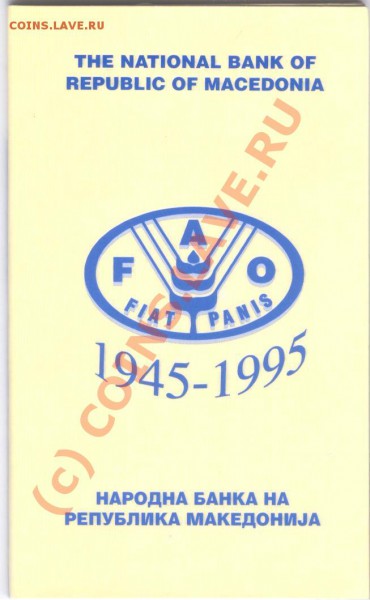 COINS.LAVE.RU
THE NATIONAL BANK OF
REPUBLIC OF MACEDONIA
F A O
FIAT PANIS
1945-1995
(c) COINS.LAVE.РУ
НАРОДНА БАНКА НА
РЕПУБЛИКА МАКЕДОНИЈА